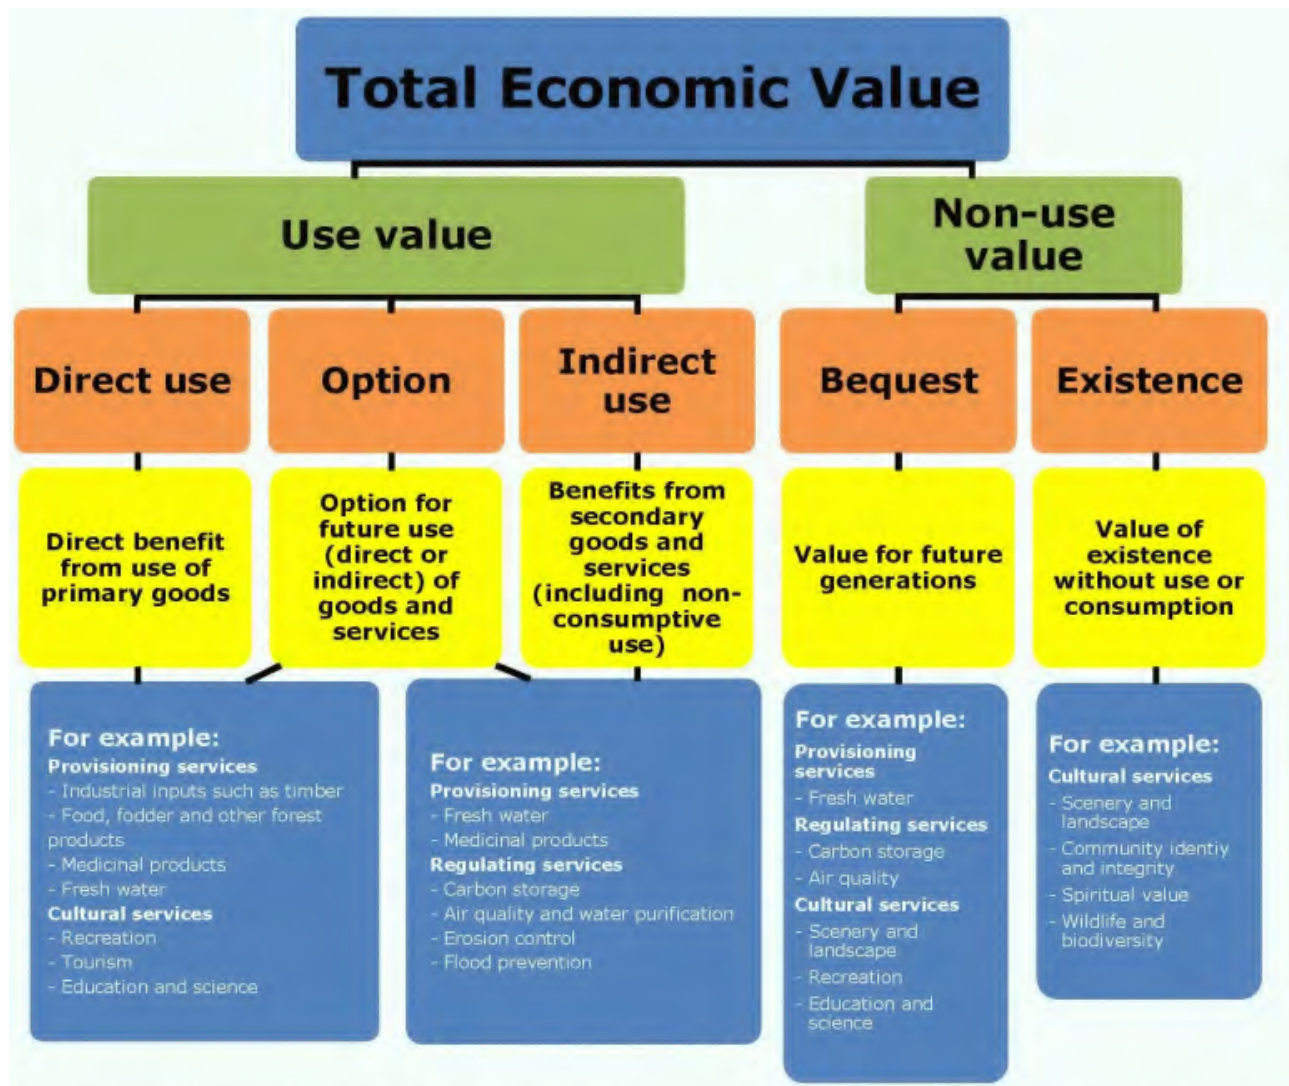 Total Economic Value
Use value
Non-use
value
Direct use
Option
Indirect
use
Bequest
Existence
Direct benefit
from use of
primary goods
Option for
future use
(direct or
indirect) of
goods and
services
Benefits from
secondary
goods and
services
(including non-
consumptive
use)
Value for future
generations
Value of
existence
without use or
consumption
For example:
Provisioning services
- Industrial inputs such as timber
- Food, fodder and other forest
products
- Medicinal products
- Fresh water
Cultural services
- Recreation
- Tourism
- Education and science
For example:
Provisioning services
- Fresh water
- Medicinal products
Regulating services
- Carbon storage
- Air quality and water purification
- Erosion control
- Flood prevention
For example:
Provisioning
services
- Fresh water
Regulating services
- Carbon storage
- Air quality
Cultural services
- Scenery and
landscape
- Recreation
- Education and
science
For example:
Cultural services
- Scenery and
landscape
- Community identiy
and integrity
- Spiritual value
- Wildlife and
biodiversity